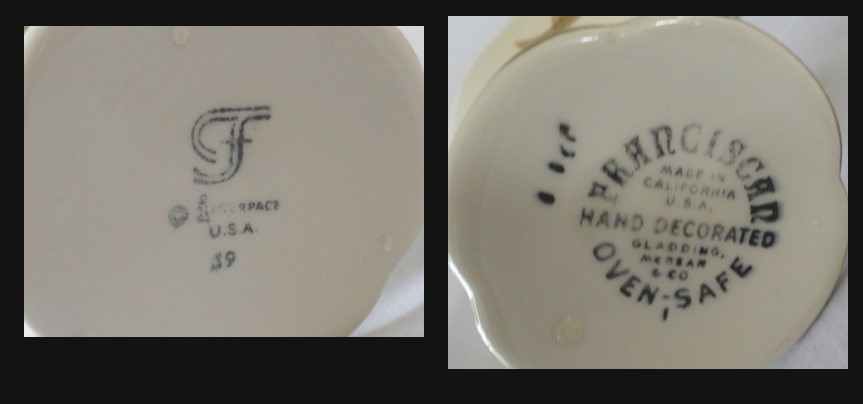 F
INTERPACE
U.S.A.
39
FRANCISCAN
MADE IN
CALIFORNIA
U.S.A.
HAND DECORATED
GLADDING,
McBEAN
& CO
OVEN-SAFE